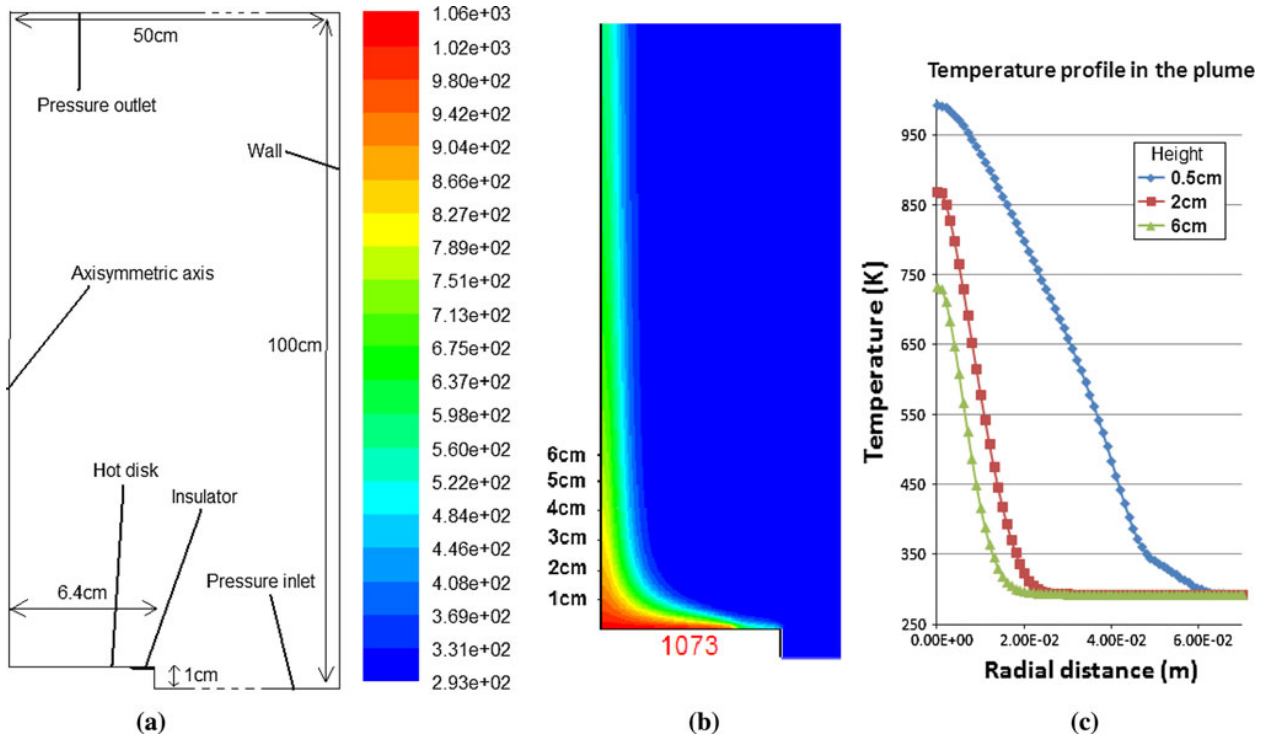 50cm
Pressure outlet
Wall
Axisymmetric axis
100cm
Hot disk
Insulator
6.4cm
Pressure inlet
1cm
(a)
1.06e+03
1.02e+03
9.80e+02
9.42e+02
9.04e+02
8.66e+02
8.27e+02
7.89e+02
7.51e+02
7.13e+02
6.75e+02
6.37e+02
5.98e+02
5.60e+02
5.22e+02
4.84e+02
4.46e+02
4.08e+02
3.69e+02
3.31e+02
2.93e+02
6cm
5cm
4cm
3cm
2cm
1cm
1073
(b)
Temperature profile in the plume
Height
0.5cm
2cm
6cm
Temperature (K)
950
850
750
650
550
450
350
250
0.00E+00 2.00E-02 4.00E-02 6.00E-02
Radial distance (m)
(c)